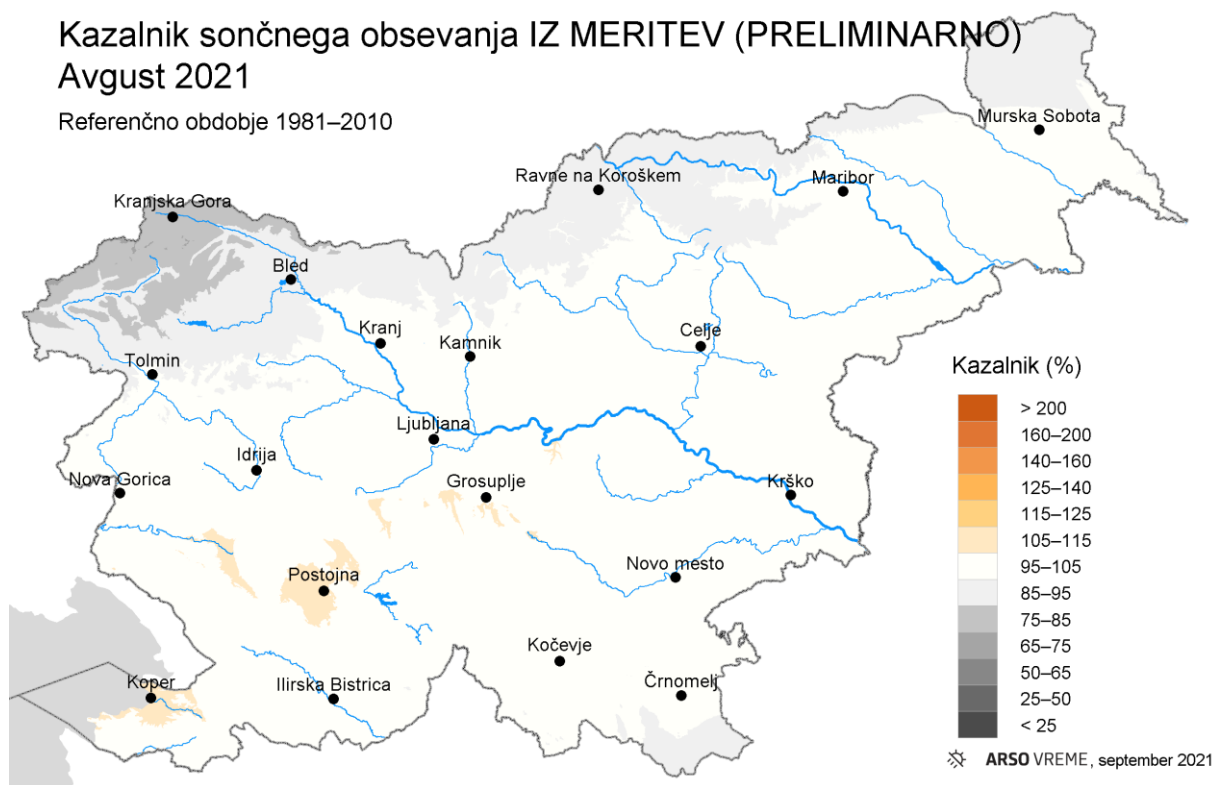 Kazalnik sončnega obsevanja IZ MERITEV (PRELIMINARNO)
Avgust 2021
Referenčno obdobje 1981–2010
Murska Sobota
Ravne na Koroškem
Maribor
Kranjska Gora
Bled
Kranj
Kamnik
Celje
Tolmin
Ljubljana
Idrija
Nova Gorica
Grosuplje
Krško
Postojna
Novo mesto
Kočevje
Koper
Ilirska Bistrica
Črnomelj
Kazalnik (%)
> 200
160–200
140–160
125–140
115–125
105–115
95–105
85–95
75–85
65–75
50–65
25–50
< 25
ARSO VREME, september 2021